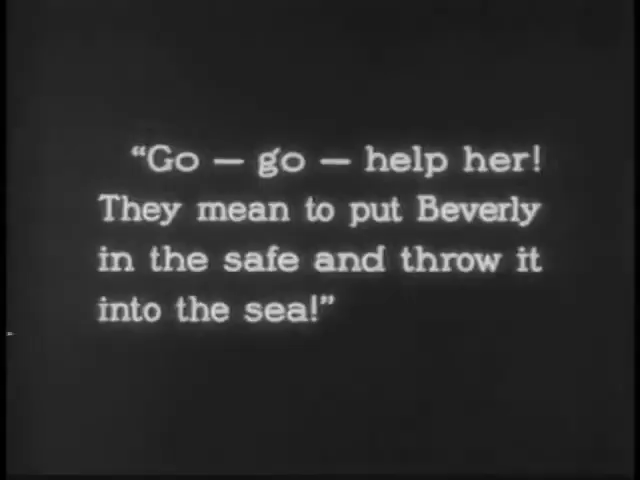 “Go — go — help her!
They mean to put Beverly
in the safe and throw it
into the sea!”